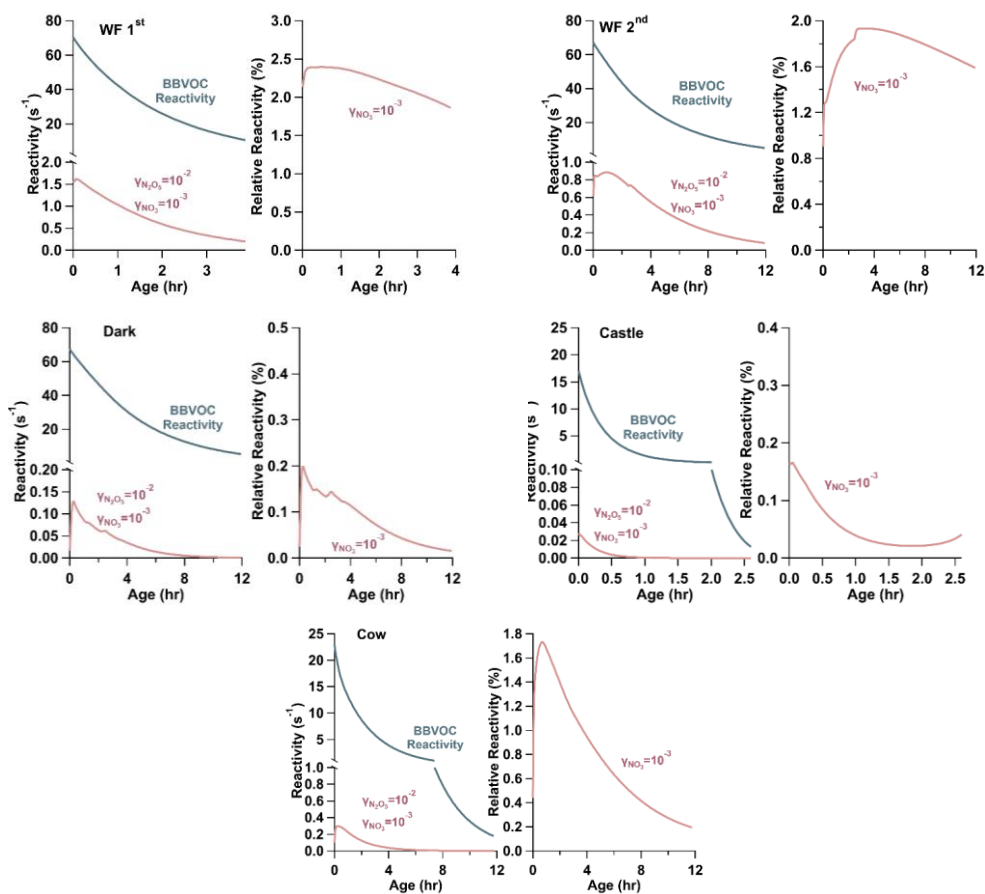 WF 1st
Reactivity (s-1)
80
60
40
20
2.0
1.5
1.0
0.5
0.0
BBVOC
Reactivity
γN2O5=10-2
γNO3=10-3
0 1 2 3
Age (hr)
Relative Reactivity (%)
3.0
2.5
2.0
1.5
1.0
0.5
0.0
γNO3=10-3
0 1 2 3 4
Age (hr)
WF 2nd
Reactivity (s-1)
80
60
40
20
1.0
0.8
0.6
0.4
0.2
0.0
BBVOC
Reactivity
γN2O5=10-2
γNO3=10-3
0 4 8 12
Age (hr)
Relative Reactivity (%)
2.0
1.6
1.2
0.8
0.4
0.0
γNO3=10-3
0 4 8 12
Age (hr)
Dark
Reactivity (s-1)
80
60
40
20
0.20
0.15
0.10
0.05
0.00
BBVOC
Reactivity
γN2O5=10-2
γNO3=10-3
0 4 8 12
Age (hr)
Relative Reactivity (%)
0.5
0.4
0.3
0.2
0.1
0.0
γNO3=10-3
0 4 8 12
Age (hr)
Castle
Reactivity (s
25
20
15
10
5
0.10
0.08
0.06
0.04
0.02
0.00
BBVOC
Reactivity
γN2O5=10-2
γNO3=10-3
0.0 0.5 1.0 1.5 2.0 2.5
Age (hr)
Relative Reactivity (%)
0.4
0.3
0.2
0.1
0.0
γNO3=10-3
0.0 0.5 1.0 1.5 2.0 2.5
Age (hr)
Cow
Reactivity (s-1)
25
20
15
10
5
1.0
0.8
0.6
0.4
0.2
0.0
BBVOC
Reactivity
γN2O5=10-2
γNO3=10-3
0 4 8 12
Age (hr)
Relative Reactivity (%)
1.8
1.6
1.4
1.2
1.0
0.8
0.6
0.4
0.2
0.0
γNO3=10-3
0 4 8 12
Age (hr)